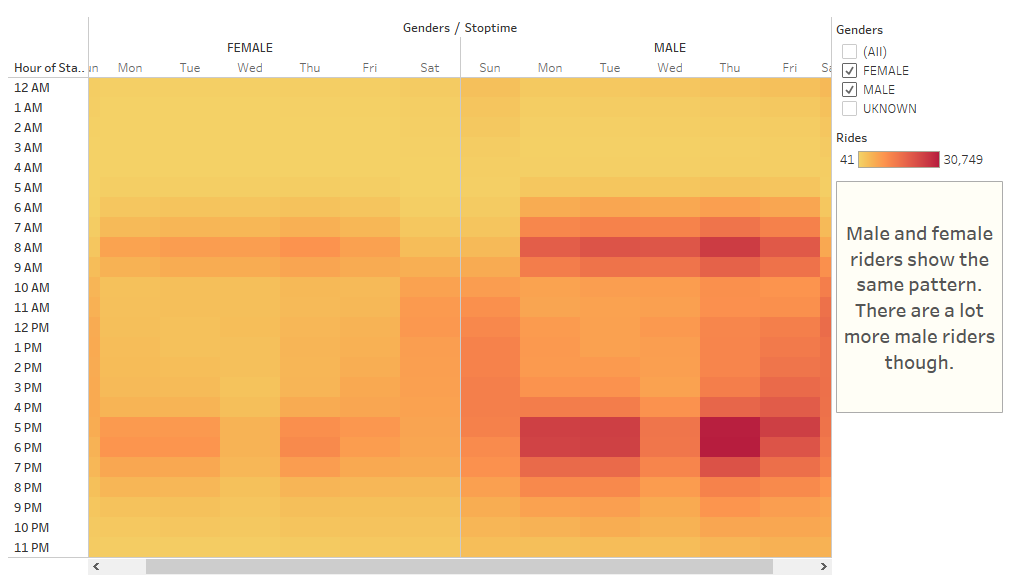 Genders / Stoptime
FEMALE MALE
Hour of Sta.. un Mon Tue Wed Thu Fri Sat Sun Mon Tue Wed Thu Fri Sa
12 AM
1 AM
2 AM
3 AM
4 AM
5 AM
6 AM
7 AM
8 AM
9 AM
10 AM
11 AM
12 PM
1 PM
2 PM
3 PM
4 PM
5 PM
6 PM
7 PM
8 PM
9 PM
10 PM
11 PM
Genders
(All)
FEMALE
MALE
UKNOWN
Rides
41 30,749
Male and female
riders show the
same pattern.
There are a lot
more male riders
though.